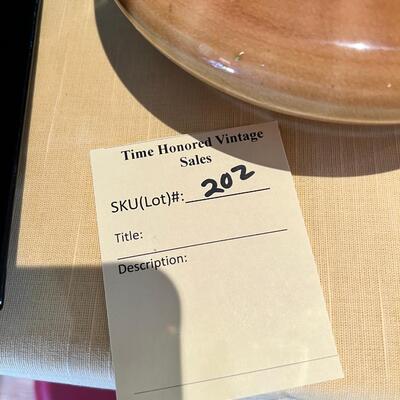 Time Honored Vintage
Sales
SKU(Lot)#: 202
Title:
Description: